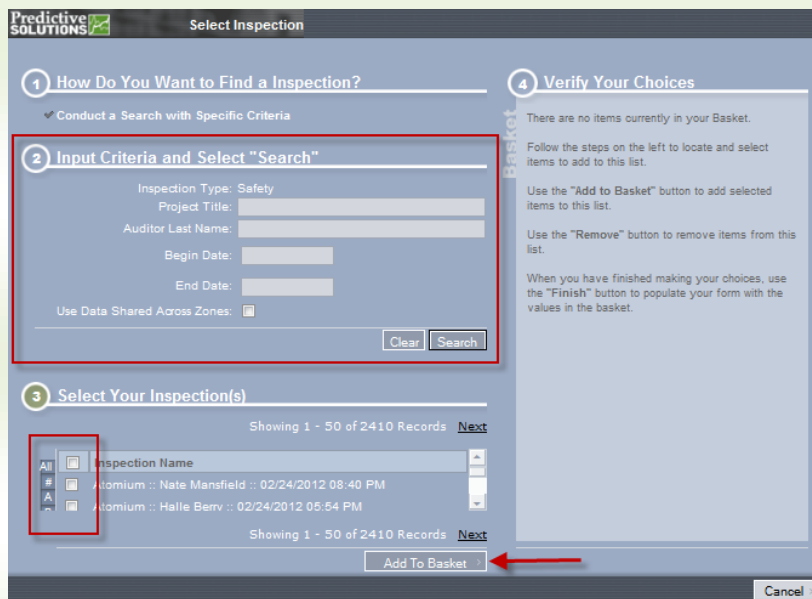 Predictive
SOLUTIONS
Select Inspection
1 How Do You Want to Find a Inspection?
Conduct a Search with Specific Criteria
2 Input Criteria and Select "Search"
Inspection Type: Safety
Project Title:
Auditor Last Name:
Begin Date:
End Date:
Use Data Shared Across Zones:
Clear Search
3 Select Your Inspection(s)
Showing 1 - 50 of 2410 Records Next
All Inspection Name
# Atomium :: Nate Mansfield :: 02/24/2012 08:40 PM
A Atomium :: Halle Berry :: 02/24/2012 05:54 PM
Showing 1 - 50 of 2410 Records Next
Add To Basket
4 Verify Your Choices
Basket
There are no items currently in your Basket.
Follow the steps on the left to locate and select
items to add to this list.
Use the "Add to Basket" button to add selected
items to this list.
Use the "Remove" button to remove items from this
list.
When you have finished making your choices, use
the "Finish" button to populate your form with the
values in the basket.
Cancel